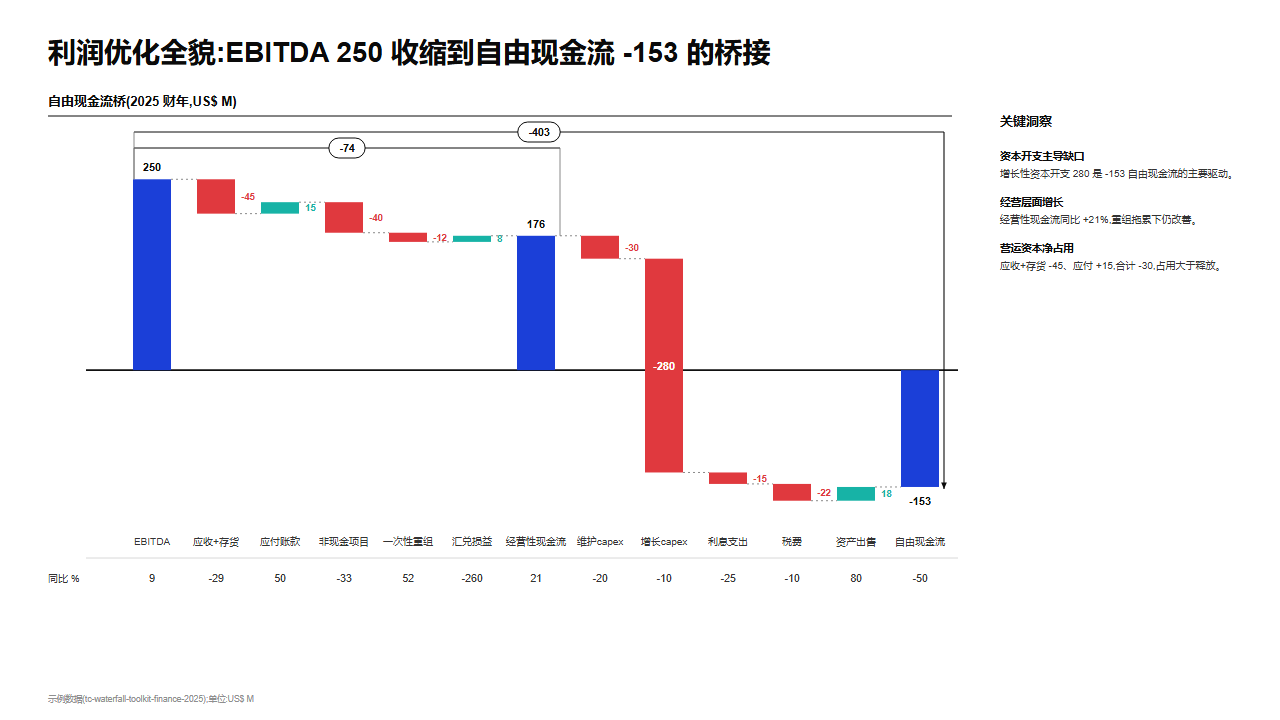 利润优化全貌:EBITDA 250 收缩到自由现金流 -153 的桥接
自由现金流桥(2025 财年,US$ M)
-403
-74
250
-45
15
-40
-12
8
176
-30
-280
-15
-22
18
-153
EBITDA 应收+存货 应付账款 非现金项目 一次性重组 汇兑损益 经营性现金流 维护capex 增长capex 利息支出 税费 资产出售 自由现金流
同比 % 9 -29 50 -33 52 -260 21 -20 -10 -25 -10 80 -50
关键洞察
资本开支主导缺口
增长性资本开支 280 是 -153 自由现金流的主要驱动。
经营层面增长
经营性现金流同比 +21%,重组拖累下仍改善。
营运资本净占用
应收+存货 -45、应付 +15,合计 -30,占用大于释放。
示例数据(tc-waterfall-toolkit-finance-2025);单位:US$ M